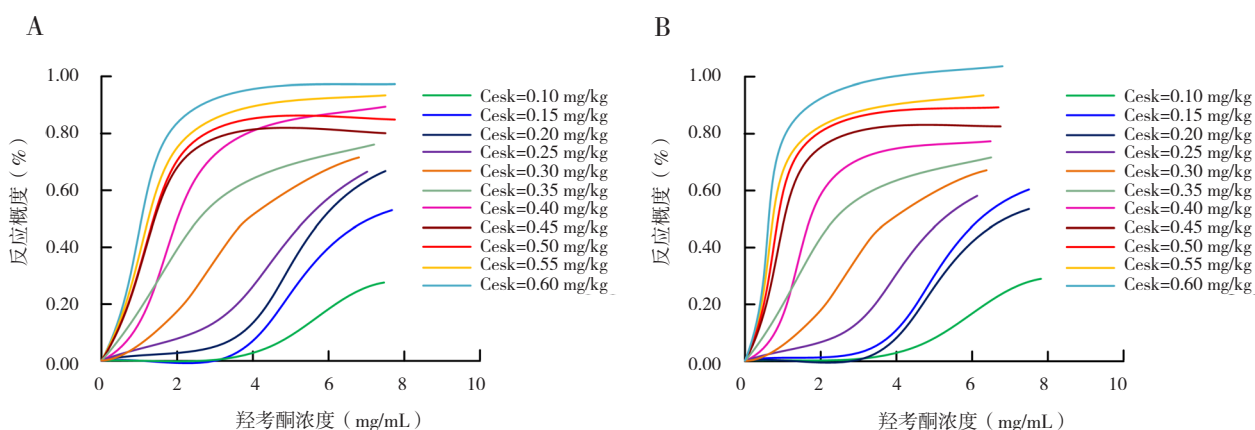 A
1.00
0.80
0.60
0.40
0.20
0.00
反应概度（%）
0
2
4
6
8
10
羟考酮浓度（mg/mL）
Cesk=0.10 mg/kg
Cesk=0.15 mg/kg
Cesk=0.20 mg/kg
Cesk=0.25 mg/kg
Cesk=0.30 mg/kg
Cesk=0.35 mg/kg
Cesk=0.40 mg/kg
Cesk=0.45 mg/kg
Cesk=0.50 mg/kg
Cesk=0.55 mg/kg
Cesk=0.60 mg/kg
B
1.00
0.80
0.60
0.40
0.20
0.00
反应概度（%）
0
2
4
6
8
10
羟考酮浓度（mg/mL）
Cesk=0.10 mg/kg
Cesk=0.15 mg/kg
Cesk=0.20 mg/kg
Cesk=0.25 mg/kg
Cesk=0.30 mg/kg
Cesk=0.35 mg/kg
Cesk=0.40 mg/kg
Cesk=0.45 mg/kg
Cesk=0.50 mg/kg
Cesk=0.55 mg/kg
Cesk=0.60 mg/kg